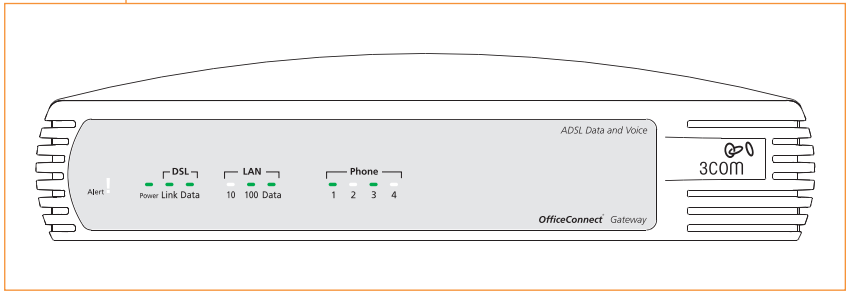 ADSL Data and Voice
3COM
DSL LAN Phone
Alert Power Link Data 10 100 Data 1 2 3 4
OfficeConnect® Gateway